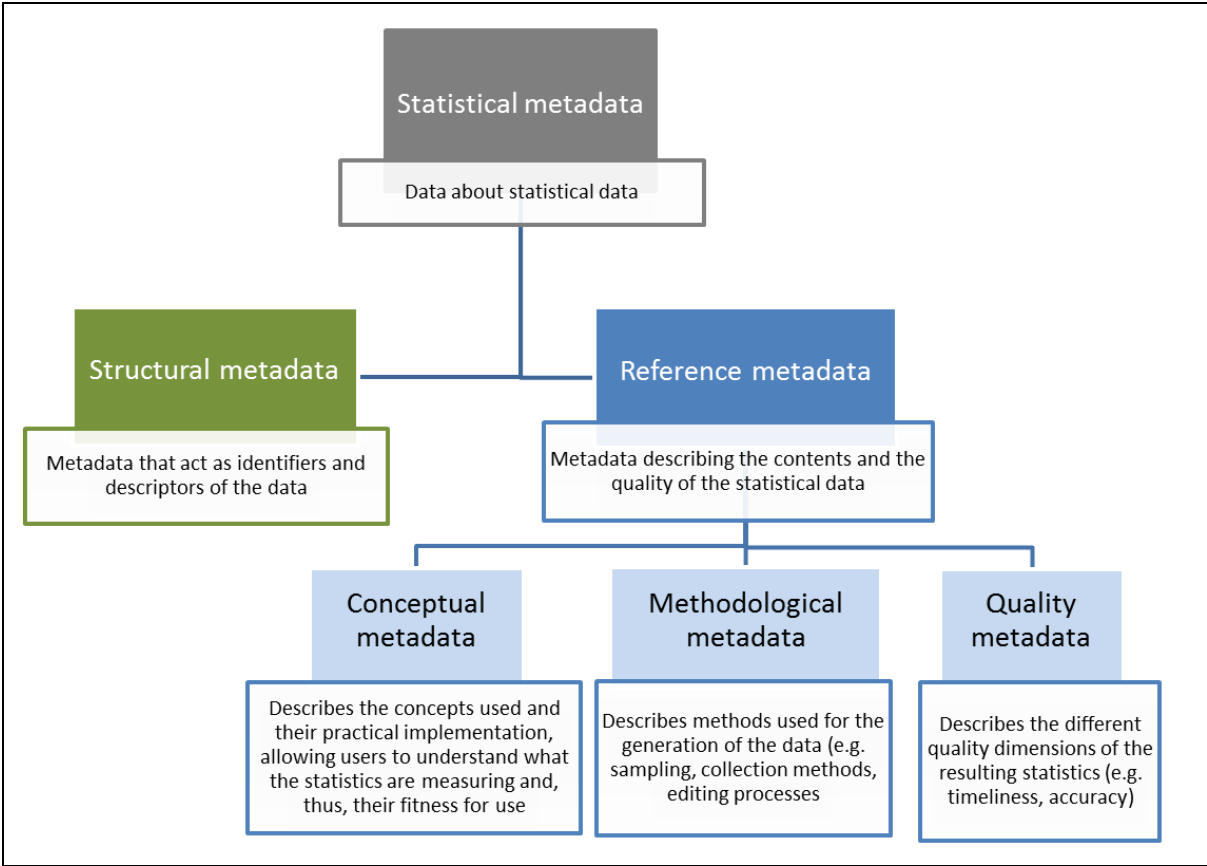 Statistical metadata
Data about statistical data
Structural metadata
Metadata that act as identifiers and
descriptors of the data
Reference metadata
Metadata describing the contents and the
quality of the statistical data
Conceptual
metadata
Describes the concepts used and
their practical implementation,
allowing users to understand what
the statistics are measuring and,
thus, their fitness for use
Methodological
metadata
Describes methods used for the
generation of the data (e.g.
sampling, collection methods,
editing processes
Quality
metadata
Describes the different
quality dimensions of the
resulting statistics (e.g.
timeliness, accuracy)